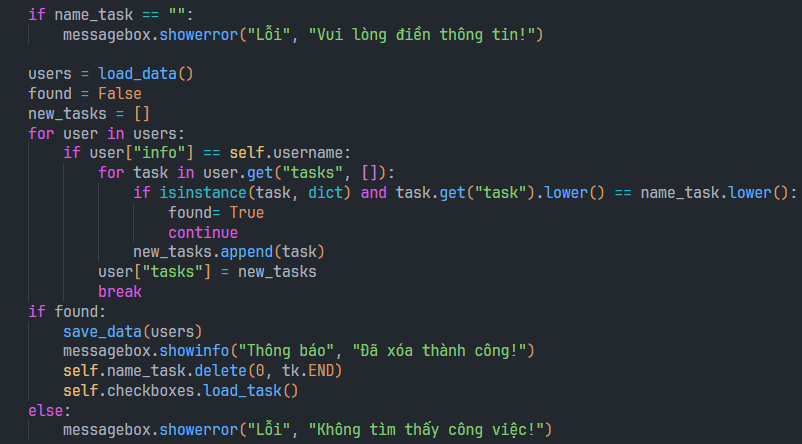 if name_task == "":
    messagebox.showerror("Lỗi", "Vui lòng điền thông tin!")

users = load_data()
found = False
new_tasks = []
for user in users:
    if user["info"] == self.username:
        for task in user.get("tasks", []):
            if isinstance(task, dict) and task.get("task").lower() == name_task.lower():
                found= True
                continue
            new_tasks.append(task)
        user["tasks"] = new_tasks
        break
if found:
    save_data(users)
    messagebox.showinfo("Thông báo", "Đã xóa thành công!")
    self.name_task.delete(0, tk.END)
    self.checkboxes.load_task()
else:
    messagebox.showerror("Lỗi", "Không tìm thấy công việc!")